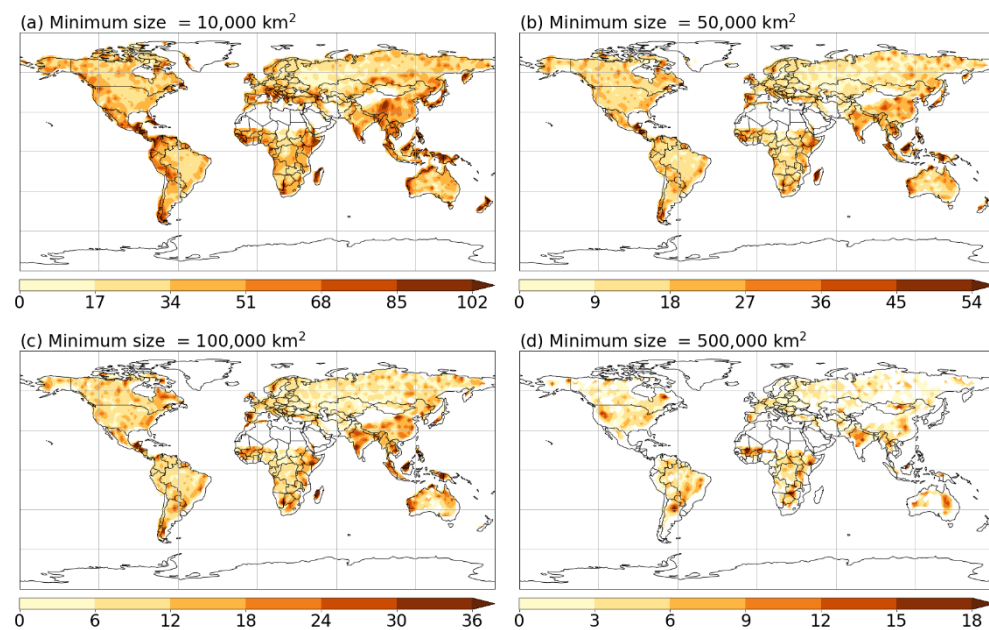 (a) Minimum size = 10,000 km²
(b) Minimum size = 50,000 km²
0 17 34 51 68 85 102
0 9 18 27 36 45 54
(c) Minimum size = 100,000 km²
(d) Minimum size = 500,000 km²
0 6 12 18 24 30 36
0 3 6 9 12 15 18